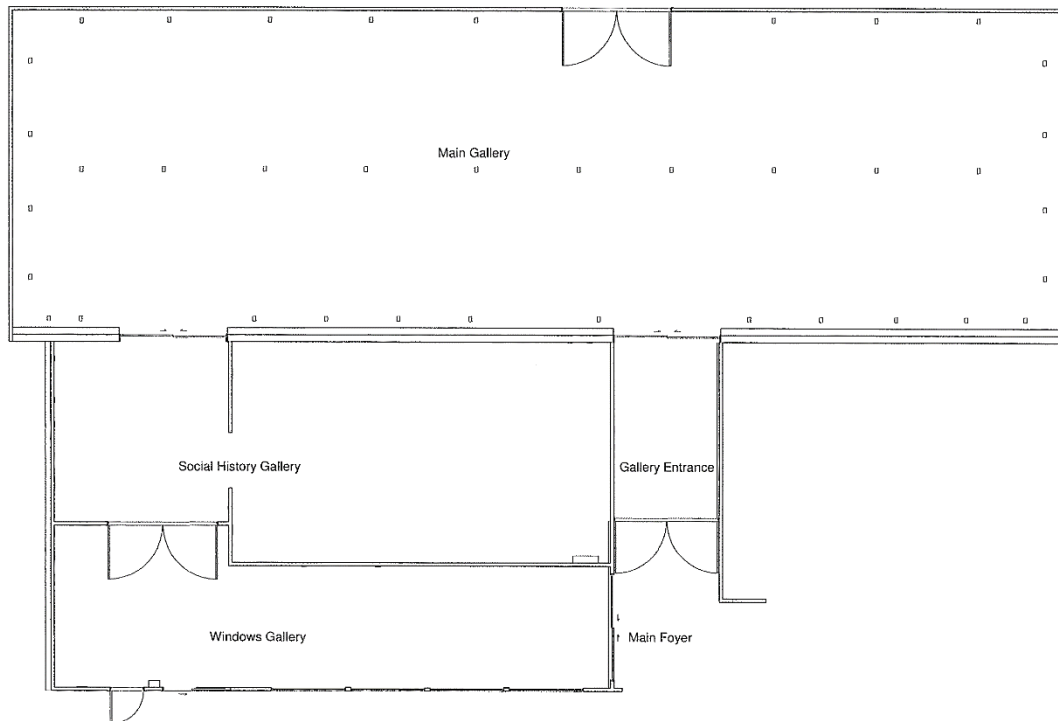 Main Gallery
Social History Gallery
Gallery Entrance
Windows Gallery
Main Foyer